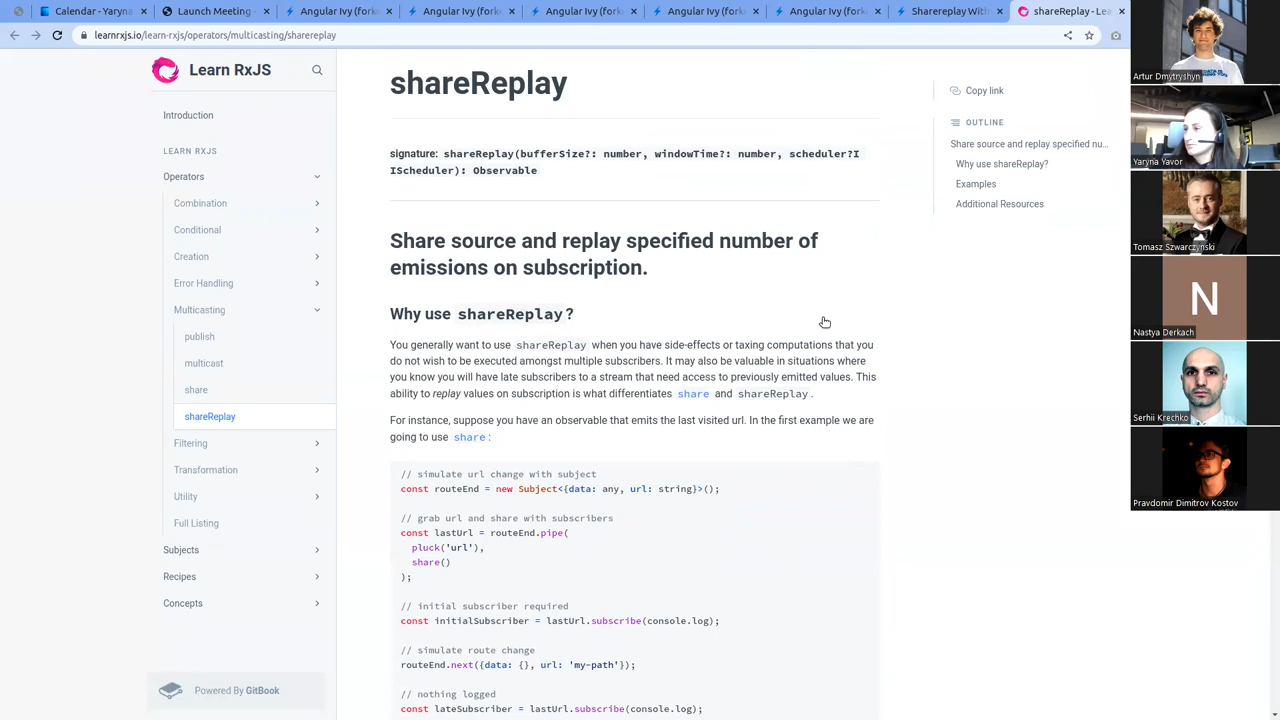 Calendar - Yaryna
Launch Meeting -
Angular Ivy (fork
Angular Ivy (fork
Angular Ivy (fork
Angular Ivy (fork
Angular Ivy (fork
Sharereplay With
shareReplay - Lea
learnrxjs.io/learn-rxjs/operators/multicasting/sharereplay
Learn RxJS
Introduction
LEARN RXJS
Operators
Combination
Conditional
Creation
Error Handling
Multicasting
publish
multicast
share
shareReplay
Filtering
Transformation
Utility
Full Listing
Subjects
Recipes
Concepts
Powered By GitBook
shareReplay
signature: shareReplay(bufferSize?: number, windowTime?: number, scheduler?I
IScheduler): Observable
Share source and replay specified number of
emissions on subscription.
Why use shareReplay?
You generally want to use shareReplay when you have side-effects or taxing computations that you
do not wish to be executed amongst multiple subscribers. It may also be valuable in situations where
you know you will have late subscribers to a stream that need access to previously emitted values. This
ability to replay values on subscription is what differentiates share and shareReplay.
For instance, suppose you have an observable that emits the last visited url. In the first example we are
going to use share:
// simulate url change with subject
const routeEnd = new Subject<{data: any, url: string}>();
// grab url and share with subscribers
const lastUrl = routeEnd.pipe(
pluck('url'),
share()
);
// initial subscriber required
const initialSubscriber = lastUrl.subscribe(console.log);
// simulate route change
routeEnd.next({data: {}, url: 'my-path'});
// nothing logged
const lateSubscriber = lastUrl.subscribe(console.log);
Copy link
OUTLINE
Share source and replay specified nu...
Why use shareReplay?
Examples
Additional Resources
Artur Dmytryshyn
Yaryna Yavor
Tomasz Szwarczyński
N
Nastya Derkach
Serhii Krechko
Pravdomir Dimitrov Kostov